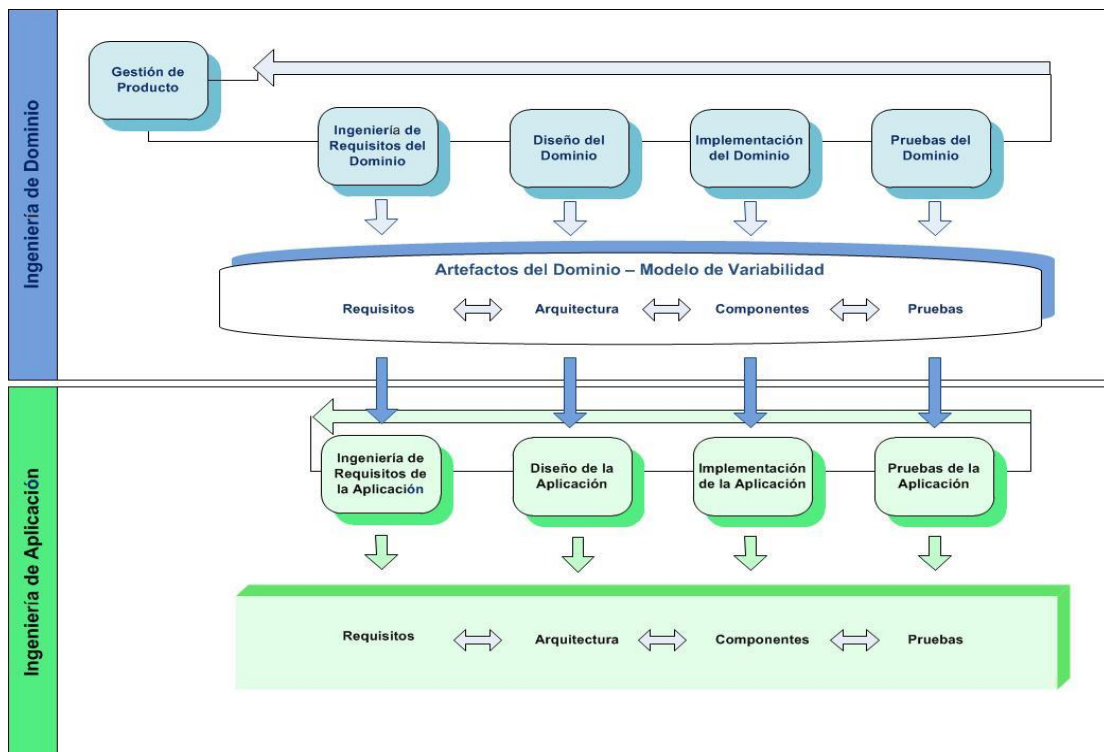 Ingeniería de Dominio
Gestión de
Producto
Ingeniería de
Requisitos del
Dominio
Diseño del
Dominio
Implementación
del Dominio
Pruebas del
Dominio
Artefactos del Dominio – Modelo de Variabilidad
Requisitos
Arquitectura
Componentes
Pruebas
Ingeniería de Aplicación
Ingeniería de
Requisitos de
la Aplicación
Diseño de la
Aplicación
Implementación
de la Aplicación
Pruebas de la
Aplicación
Requisitos
Arquitectura
Componentes
Pruebas